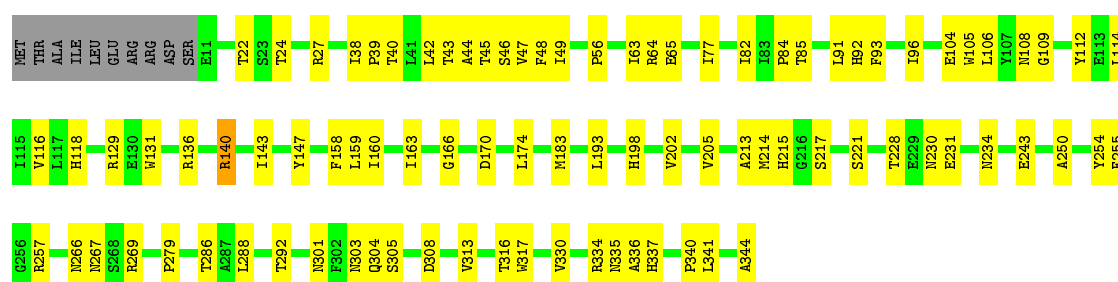 MET THR ALA ILE LEU GLU ARG ARG ASP SER E11 T22 S23 T24 R27 I38 P39 T40 L41 L42 T43 A44 T45 S46 V47 F48 I49 P56 I63 R64 E65 I77 I82 I83 P84 T85 L91 H92 F93 I96 E104 W105 L106 Y107 N108 G109 Y112 E113 L114
I115 V116 L117 H118 R129 E130 W131 R136 R140 I143 Y147 F158 L159 I160 I163 G166 D170 L174 M183 L193 H198 V202 V205 A213 M214 H215 G216 S217 S221 T228 E229 N230 E231 N234 E243 A250 Y254 F255
G256 R257 N266 N267 S268 R269 P279 T286 A287 L288 T292 N301 F302 N303 Q304 S305 D308 V313 T316 W317 V330 R334 N335 A336 H337 P340 L341 A344